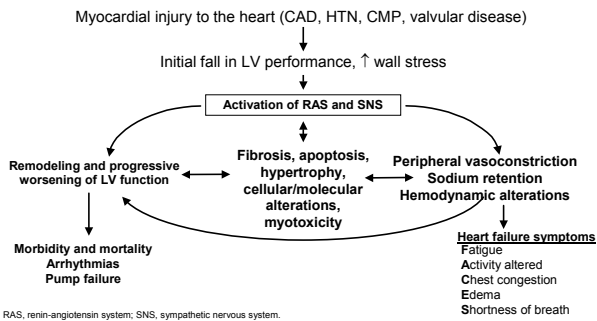 Myocardial injury to the heart (CAD, HTN, CMP, valvular disease)
Initial fall in LV performance, ↑ wall stress
Activation of RAS and SNS
Remodeling and progressive
worsening of LV function
Fibrosis, apoptosis,
hypertrophy,
cellular/molecular
alterations,
myotoxicity
Peripheral vasoconstriction
Sodium retention
Hemodynamic alterations
Morbidity and mortality
Arrhythmias
Pump failure
Heart failure symptoms
Fatigue
Activity altered
Chest congestion
Edema
Shortness of breath
RAS, renin-angiotensin system; SNS, sympathetic nervous system.